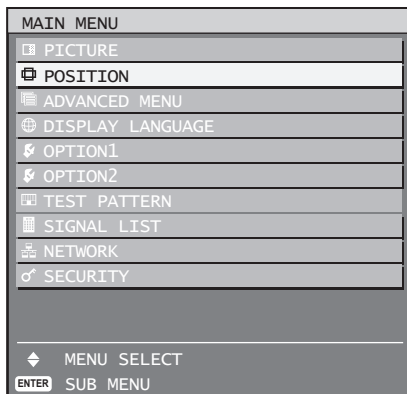 MAIN MENU
PICTURE
POSITION
ADVANCED MENU
DISPLAY LANGUAGE
OPTION1
OPTION2
TEST PATTERN
SIGNAL LIST
NETWORK
SECURITY
MENU SELECT
ENTER SUB MENU